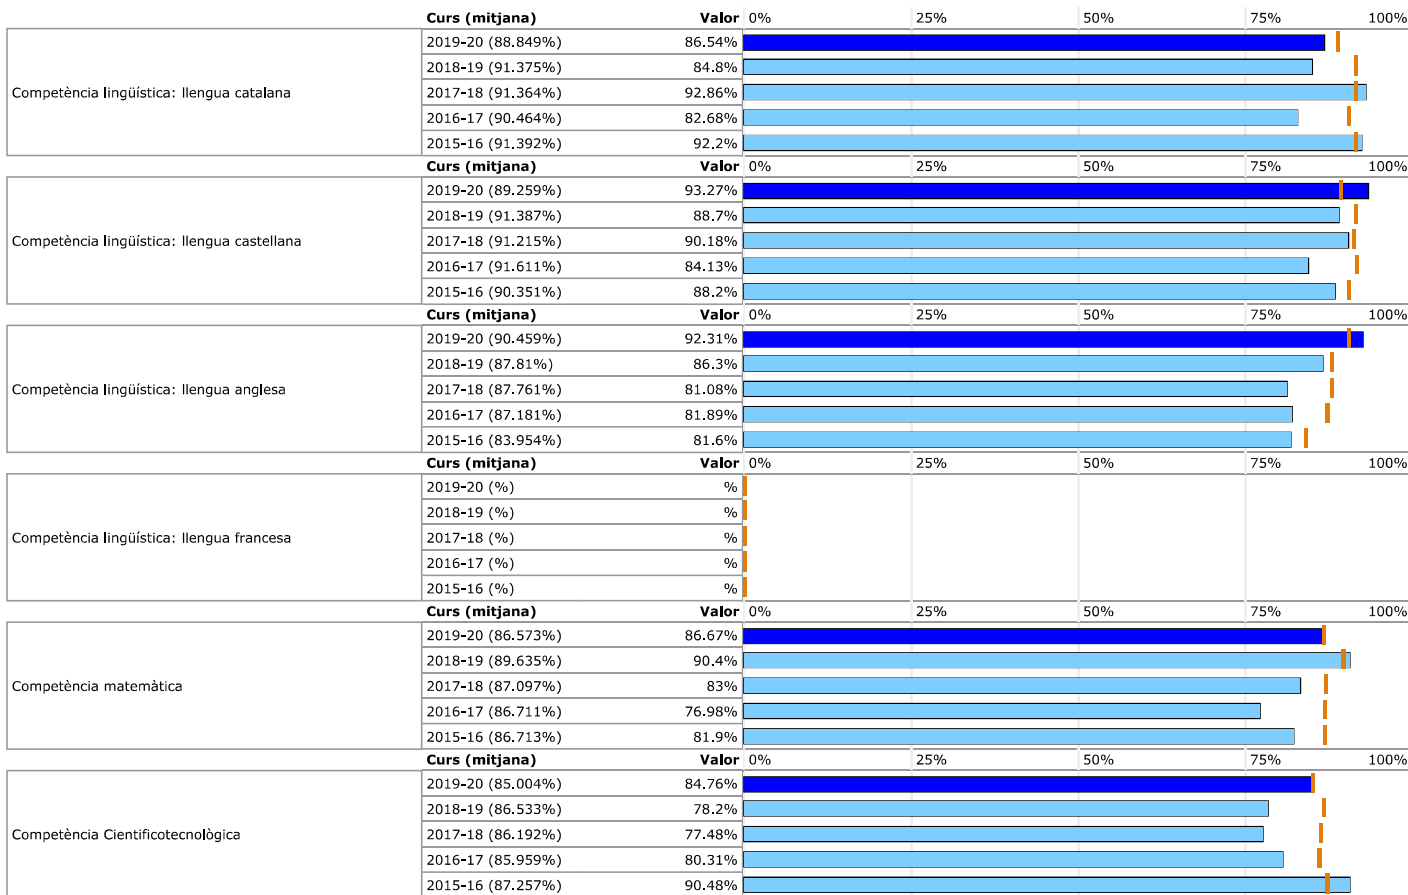 Curs (mitjana) Valor 0% 25% 50% 75% 100%
2019-20 (88.849%) 86.54%
2018-19 (91.375%) 84.8%
Competència lingüística: llengua catalana 2017-18 (91.364%) 92.86%
2016-17 (90.464%) 82.68%
2015-16 (91.392%) 92.2%
Curs (mitjana) Valor 0% 25% 50% 75% 100%
2019-20 (89.259%) 93.27%
2018-19 (91.387%) 88.7%
Competència lingüística: llengua castellana 2017-18 (91.215%) 90.18%
2016-17 (91.611%) 84.13%
2015-16 (90.351%) 88.2%
Curs (mitjana) Valor 0% 25% 50% 75% 100%
2019-20 (90.459%) 92.31%
2018-19 (87.81%) 86.3%
Competència lingüística: llengua anglesa 2017-18 (87.761%) 81.08%
2016-17 (87.181%) 81.89%
2015-16 (83.954%) 81.6%
Curs (mitjana) Valor 0% 25% 50% 75% 100%
2019-20 (%) %
2018-19 (%) %
Competència lingüística: llengua francesa 2017-18 (%) %
2016-17 (%) %
2015-16 (%) %
Curs (mitjana) Valor 0% 25% 50% 75% 100%
2019-20 (86.573%) 86.67%
2018-19 (89.635%) 90.4%
Competència matemàtica 2017-18 (87.097%) 83%
2016-17 (86.711%) 76.98%
2015-16 (86.713%) 81.9%
Curs (mitjana) Valor 0% 25% 50% 75% 100%
2019-20 (85.004%) 84.76%
2018-19 (86.533%) 78.2%
Competència Cientificotecnològica 2017-18 (86.192%) 77.48%
2016-17 (85.959%) 80.31%
2015-16 (87.257%) 90.48%